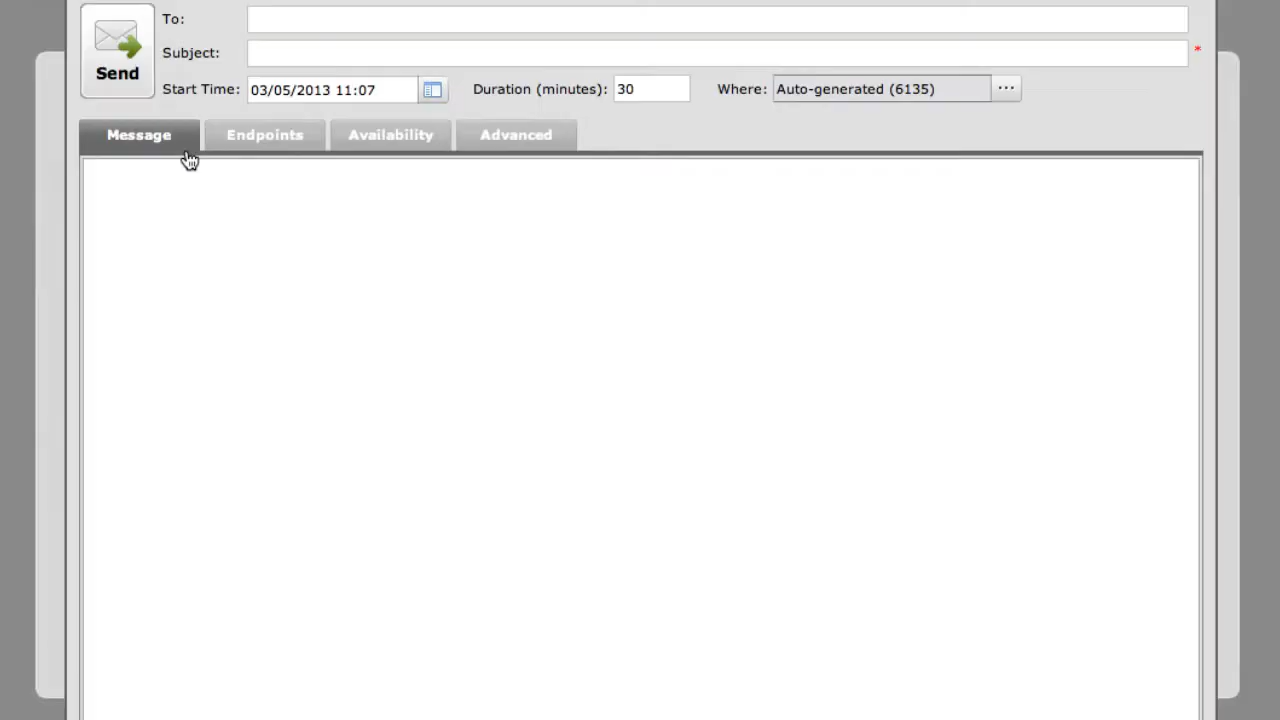 To:
Subject: *
Send
Start Time: 03/05/2013 11:07 Duration (minutes): 30 Where: Auto-generated (6135) ...
Message Endpoints Availability Advanced